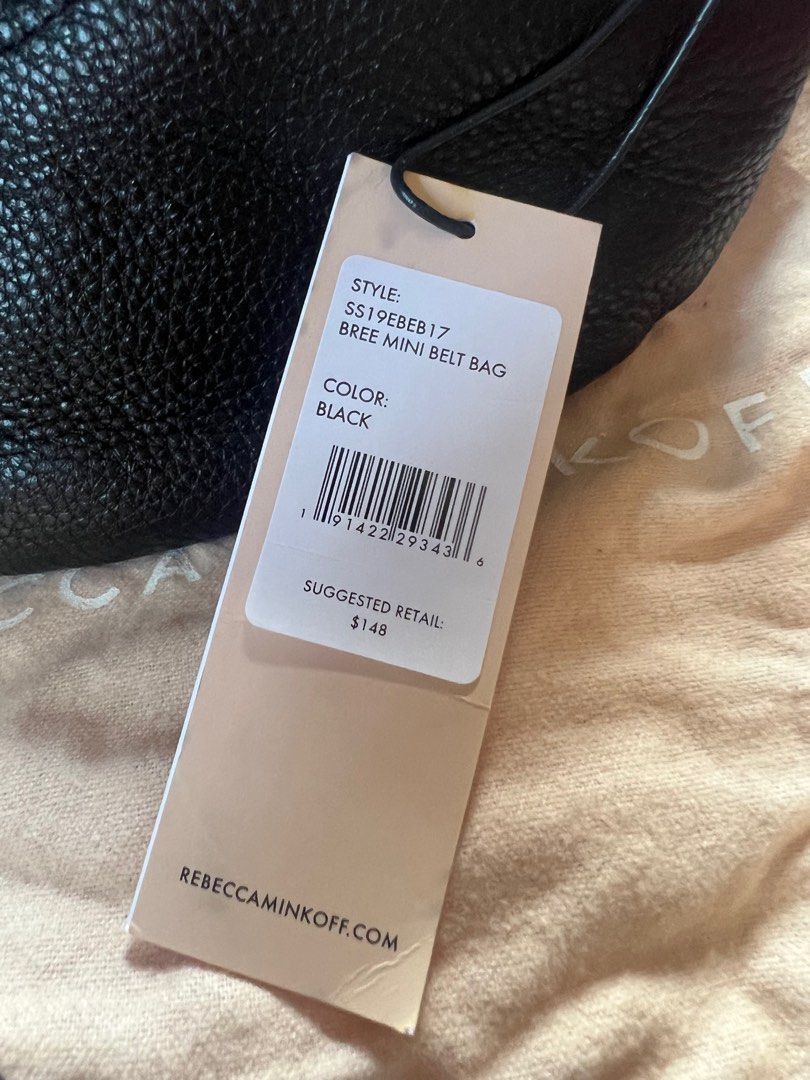 STYLE:
SS19EBEB17
BREE MINI BELT BAG
COLOR:
BLACK
1 91422 29343 6
SUGGESTED RETAIL:
$148
REBECCAMINKOFF.COM